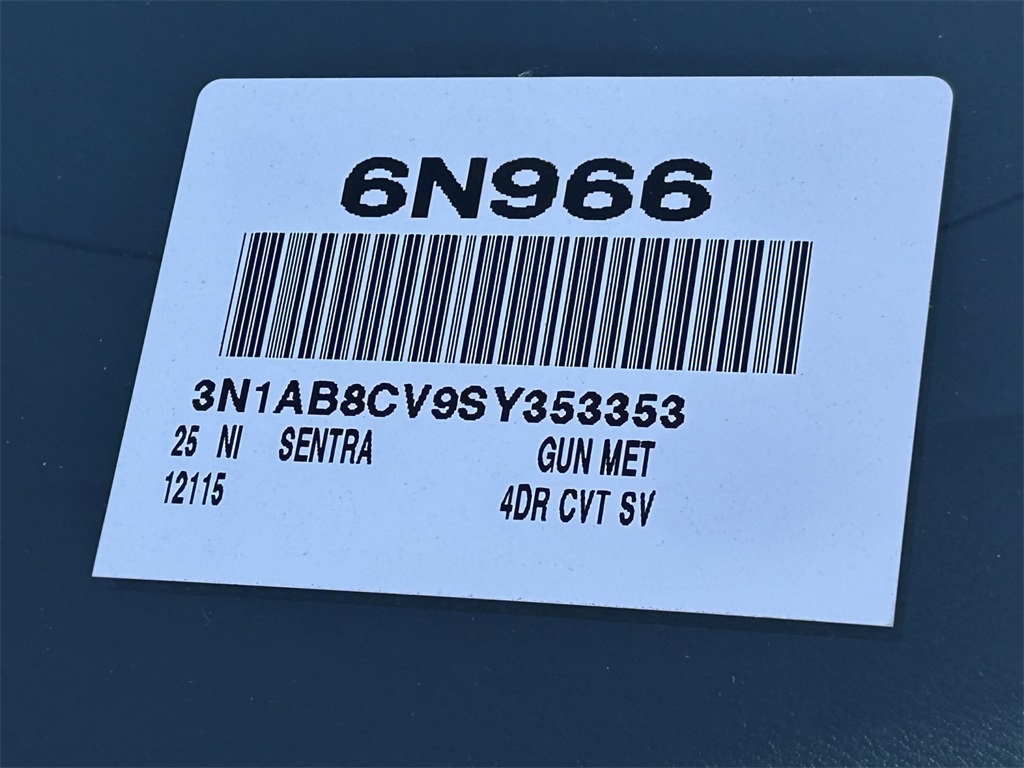 6N966
3N1AB8CV9SY353353
25 NI SENTRA GUN MET
12115 4DR CVT SV